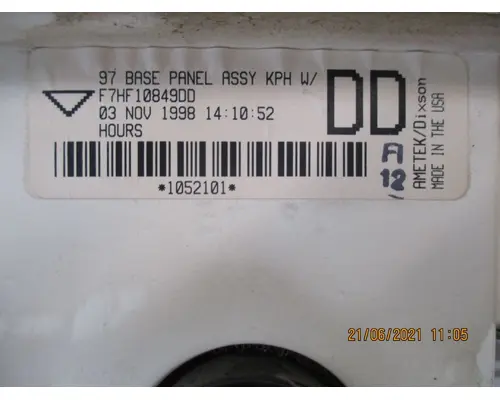 97 BASE PANEL ASSY KPH W/
F7HF10849DD
03 NOV 1998 14:10:52
HOURS
*1052101*
DD
A
12
AMETEK/Dixson
MADE IN THE USA
21/06/2021 11:05